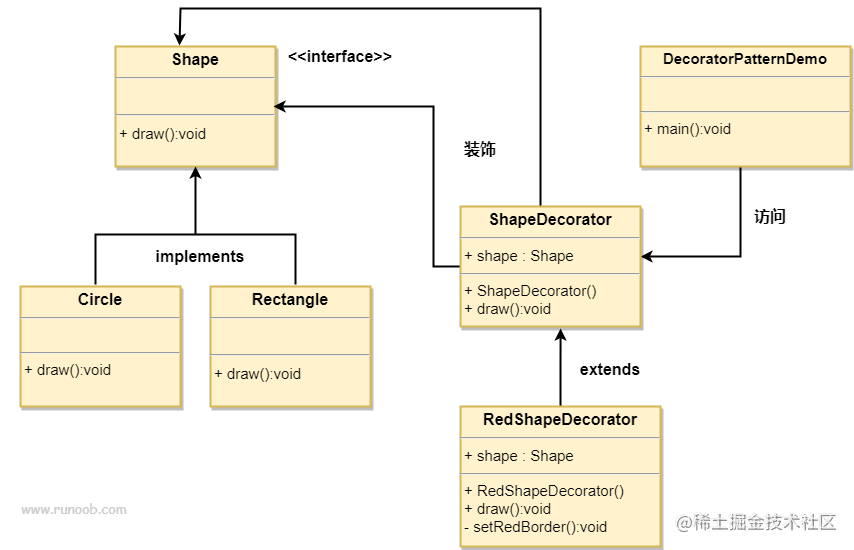 Shape
<<interface>>
+ draw():void
DecoratorPatternDemo
+ main():void
装饰
访问
ShapeDecorator
+ shape : Shape
+ ShapeDecorator()
+ draw():void
implements
Circle
+ draw():void
Rectangle
+ draw():void
extends
RedShapeDecorator
+ shape : Shape
+ RedShapeDecorator()
+ draw():void
- setRedBorder():void
www.runoob.com
@稀土掘金技术社区